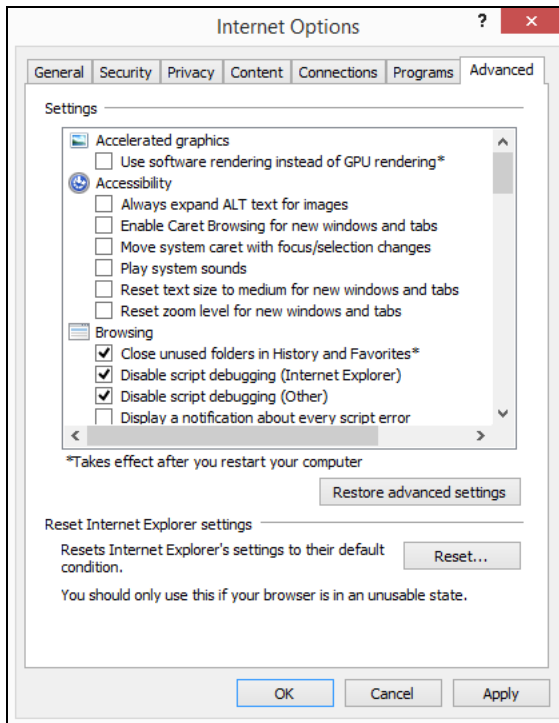 Internet Options
?
General Security Privacy Content Connections Programs Advanced
Settings
Accelerated graphics
Use software rendering instead of GPU rendering*
Accessibility
Always expand ALT text for images
Enable Caret Browsing for new windows and tabs
Move system caret with focus/selection changes
Play system sounds
Reset text size to medium for new windows and tabs
Reset zoom level for new windows and tabs
Browsing
Close unused folders in History and Favorites*
Disable script debugging (Internet Explorer)
Disable script debugging (Other)
Display a notification about every script error
*Takes effect after you restart your computer
Restore advanced settings
Reset Internet Explorer settings
Resets Internet Explorer's settings to their default
condition.
Reset...
You should only use this if your browser is in an unusable state.
OK Cancel Apply